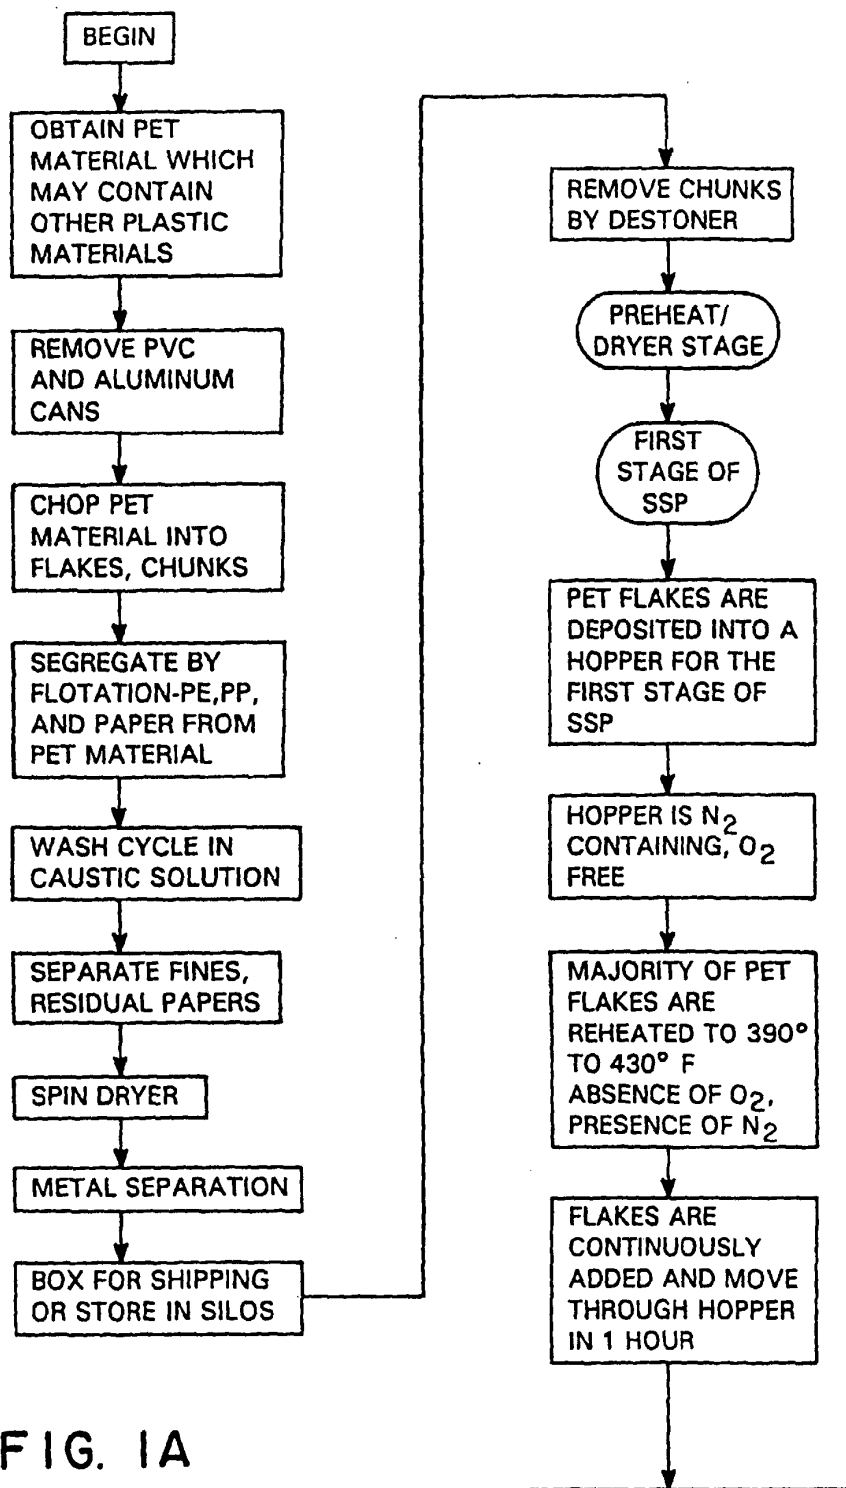 BEGIN
OBTAIN PET
MATERIAL WHICH
MAY CONTAIN
OTHER PLASTIC
MATERIALS
REMOVE PVC
AND ALUMINUM
CANS
CHOP PET
MATERIAL INTO
FLAKES, CHUNKS
SEGREGATE BY
FLOTATION-PE,PP,
AND PAPER FROM
PET MATERIAL
WASH CYCLE IN
CAUSTIC SOLUTION
SEPARATE FINES,
RESIDUAL PAPERS
SPIN DRYER
METAL SEPARATION
BOX FOR SHIPPING
OR STORE IN SILOS
REMOVE CHUNKS
BY DESTONER
PREHEAT/
DRYER STAGE
FIRST
STAGE OF
SSP
PET FLAKES ARE
DEPOSITED INTO A
HOPPER FOR THE
FIRST STAGE OF
SSP
HOPPER IS N2
CONTAINING, O2
FREE
MAJORITY OF PET
FLAKES ARE
REHEATED TO 390°
TO 430° F
ABSENCE OF O2,
PRESENCE OF N2
FLAKES ARE
CONTINUOUSLY
ADDED AND MOVE
THROUGH HOPPER
IN 1 HOUR
FIG. 1A